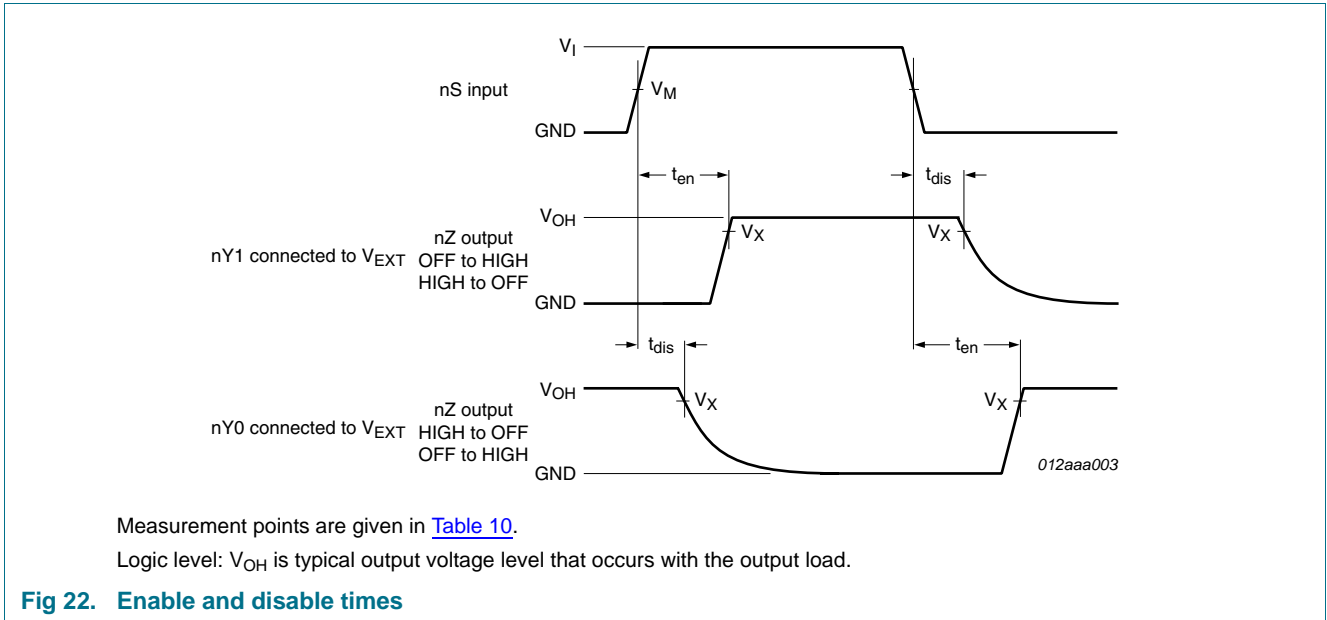 V_I
nS input
V_M
GND
t_en
t_dis
V_OH
nY1 connected to V_EXT
nZ output
OFF to HIGH
HIGH to OFF
V_X
V_X
GND
t_dis
t_en
V_OH
nY0 connected to V_EXT
nZ output
HIGH to OFF
OFF to HIGH
V_X
V_X
GND
012aaa003
Measurement points are given in Table 10.
Logic level: V_OH is typical output voltage level that occurs with the output load.
Fig 22. Enable and disable times